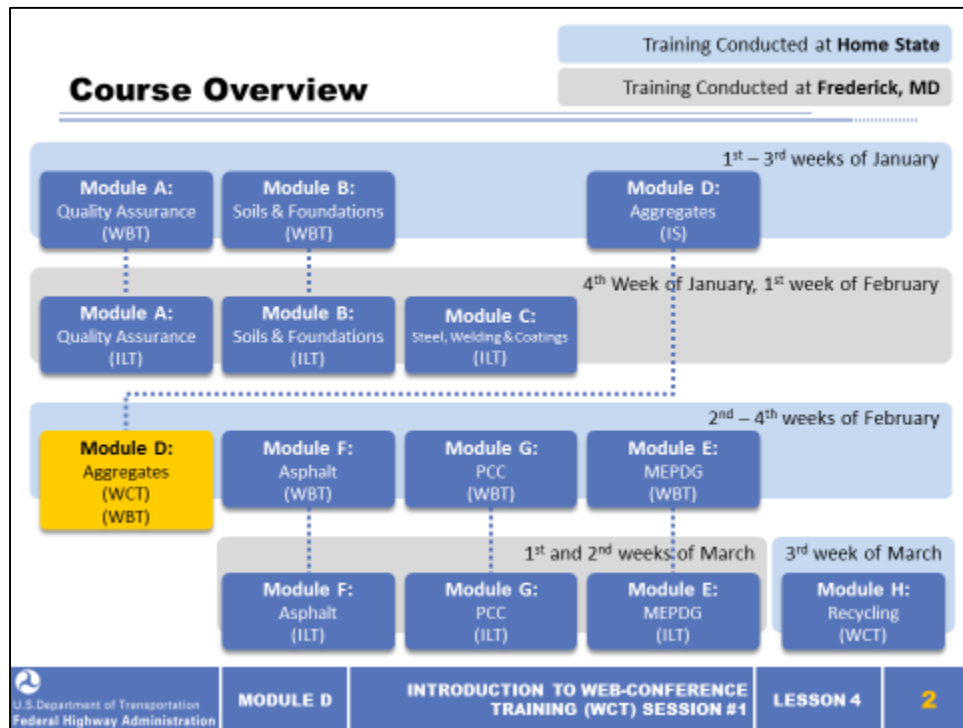 Training Conducted at Home State
Course Overview
Training Conducted at Frederick, MD
1st – 3rd weeks of January
Module A:
Quality Assurance
(WBT)
Module B:
Soils & Foundations
(WBT)
Module D:
Aggregates
(IS)
4th Week of January, 1st week of February
Module A:
Quality Assurance
(ILT)
Module B:
Soils & Foundations
(ILT)
Module C:
Steel, Welding & Coatings
(ILT)
2nd – 4th weeks of February
Module D:
Aggregates
(WCT)
(WBT)
Module F:
Asphalt
(WBT)
Module G:
PCC
(WBT)
Module E:
MEPDG
(WBT)
1st and 2nd weeks of March
3rd week of March
Module F:
Asphalt
(ILT)
Module G:
PCC
(ILT)
Module E:
MEPDG
(ILT)
Module H:
Recycling
(WCT)
U.S.Department of Transportation
Federal Highway Administration
MODULE D
INTRODUCTION TO WEB-CONFERENCE
TRAINING (WCT) SESSION #1
LESSON 4
2